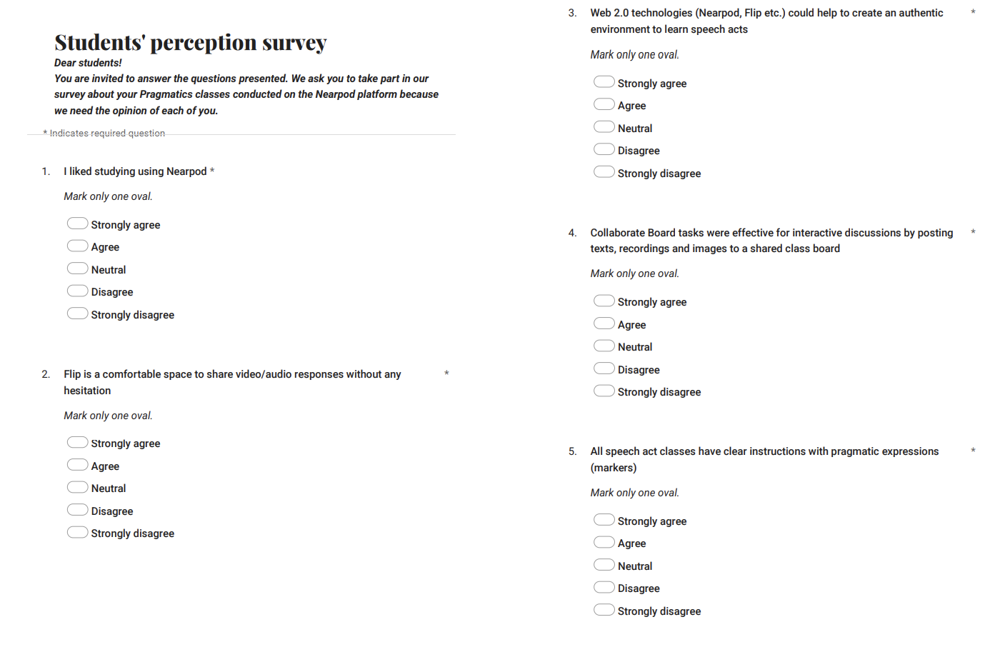 Students' perception survey
Dear students!
You are invited to answer the questions presented. We ask you to take part in our
survey about your Pragmatics classes conducted on the Nearpod platform because
we need the opinion of each of you.
* Indicates required question
1. I liked studying using Nearpod *
Mark only one oval.
Strongly agree
Agree
Neutral
Disagree
Strongly disagree
2. Flip is a comfortable space to share video/audio responses without any *
hesitation
Mark only one oval.
Strongly agree
Agree
Neutral
Disagree
Strongly disagree
3. Web 2.0 technologies (Nearpod, Flip etc.) could help to create an authentic *
environment to learn speech acts
Mark only one oval.
Strongly agree
Agree
Neutral
Disagree
Strongly disagree
4. Collaborate Board tasks were effective for interactive discussions by posting *
texts, recordings and images to a shared class board
Mark only one oval.
Strongly agree
Agree
Neutral
Disagree
Strongly disagree
5. All speech act classes have clear instructions with pragmatic expressions *
(markers)
Mark only one oval.
Strongly agree
Agree
Neutral
Disagree
Strongly disagree